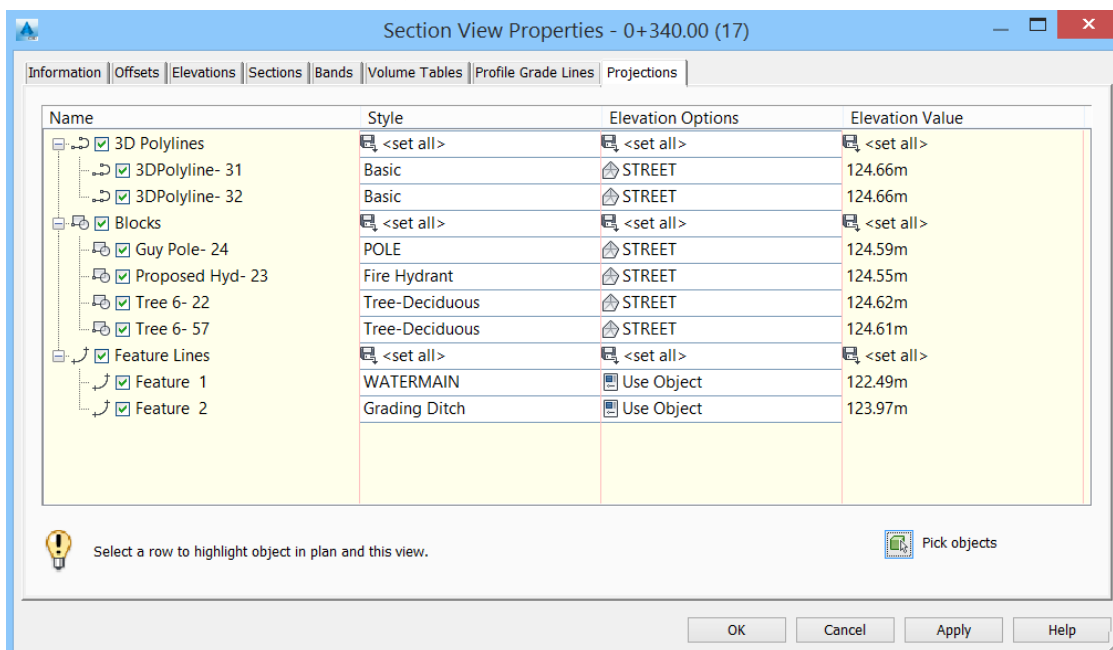 Section View Properties - 0+340.00 (17)
Information Offsets Elevations Sections Bands Volume Tables Profile Grade Lines Projections
Name Style Elevation Options Elevation Value
3D Polylines <set all> <set all> <set all>
3DPolyline- 31 Basic STREET 124.66m
3DPolyline- 32 Basic STREET 124.66m
Blocks <set all> <set all> <set all>
Guy Pole- 24 POLE STREET 124.59m
Proposed Hyd- 23 Fire Hydrant STREET 124.55m
Tree 6- 22 Tree-Deciduous STREET 124.62m
Tree 6- 57 Tree-Deciduous STREET 124.61m
Feature Lines <set all> <set all> <set all>
Feature 1 WATERMAIN Use Object 122.49m
Feature 2 Grading Ditch Use Object 123.97m
Select a row to highlight object in plan and this view. Pick objects
OK Cancel Apply Help